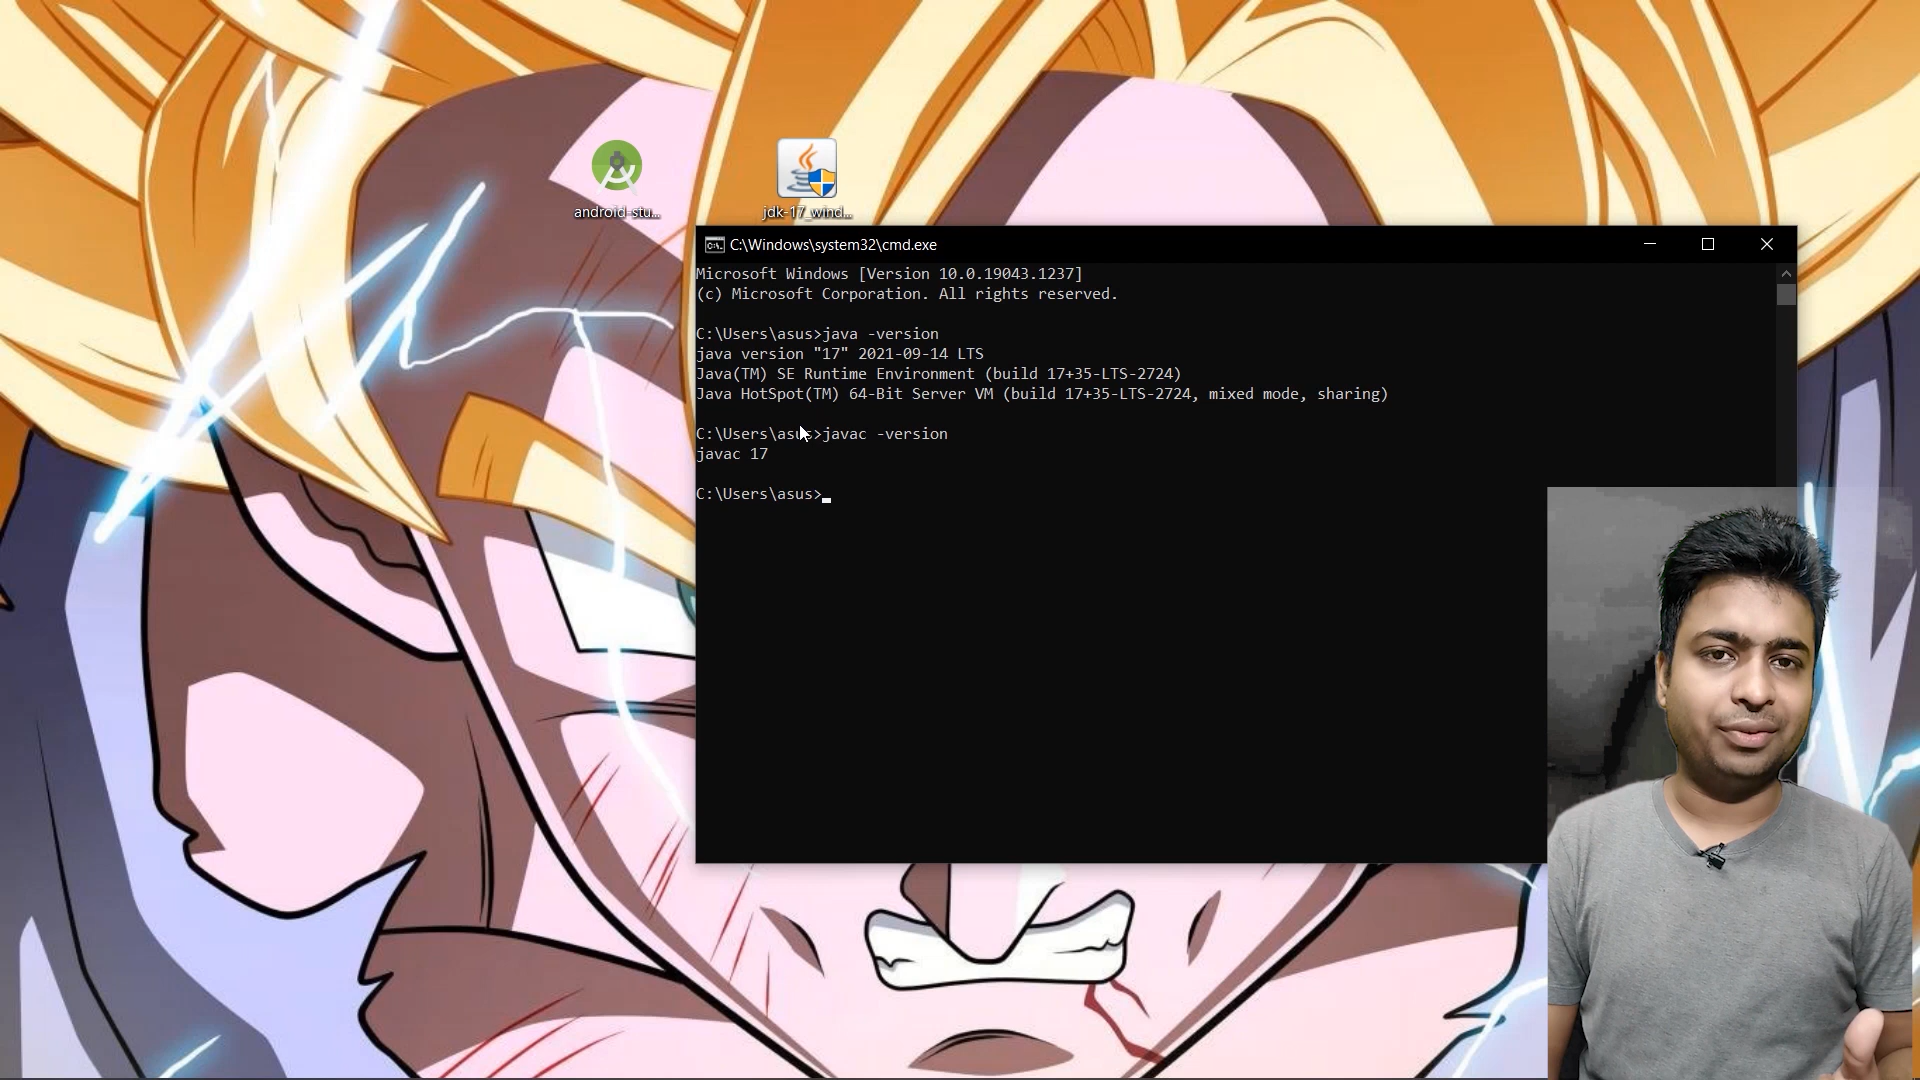 android-stu...
jdk-17_wind...
C:\Windows\system32\cmd.exe
Microsoft Windows [Version 10.0.19043.1237]
(c) Microsoft Corporation. All rights reserved.
C:\Users\asus>java -version
java version "17" 2021-09-14 LTS
Java(TM) SE Runtime Environment (build 17+35-LTS-2724)
Java HotSpot(TM) 64-Bit Server VM (build 17+35-LTS-2724, mixed mode, sharing)
C:\Users\asus>javac -version
javac 17
C:\Users\asus>